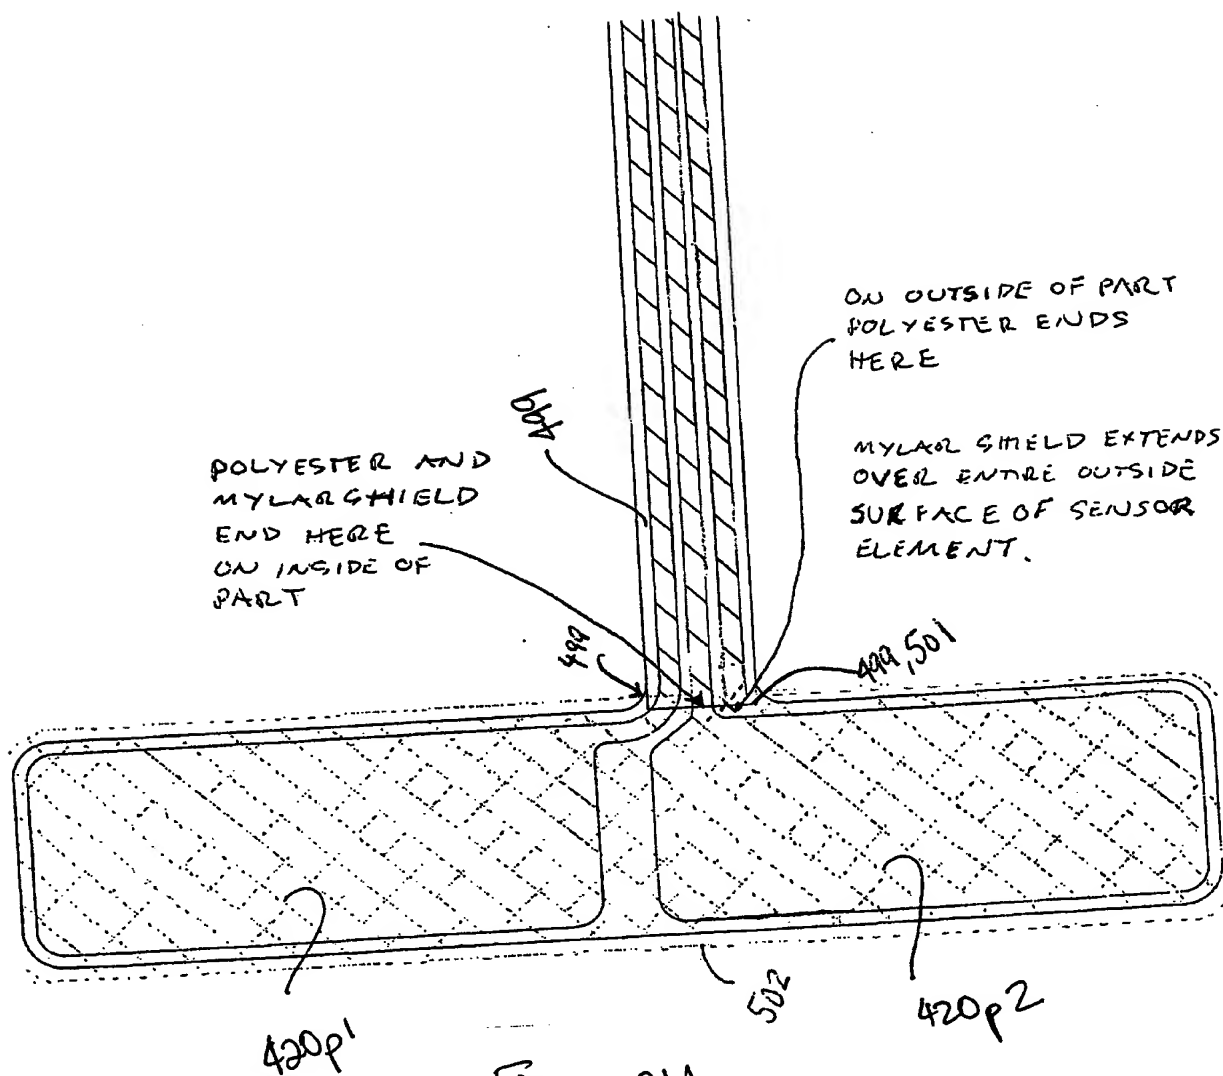 ON OUTSIDE OF PART
POLYESTER ENDS
HERE
MYLAR SHIELD EXTENDS
OVER ENTIRE OUTSIDE
SURFACE OF SENSOR
ELEMENT.
499
POLYESTER AND
MYLAR SHIELD
END HERE
ON INSIDE OF
PART
499
499,501
502
420p1
420p2